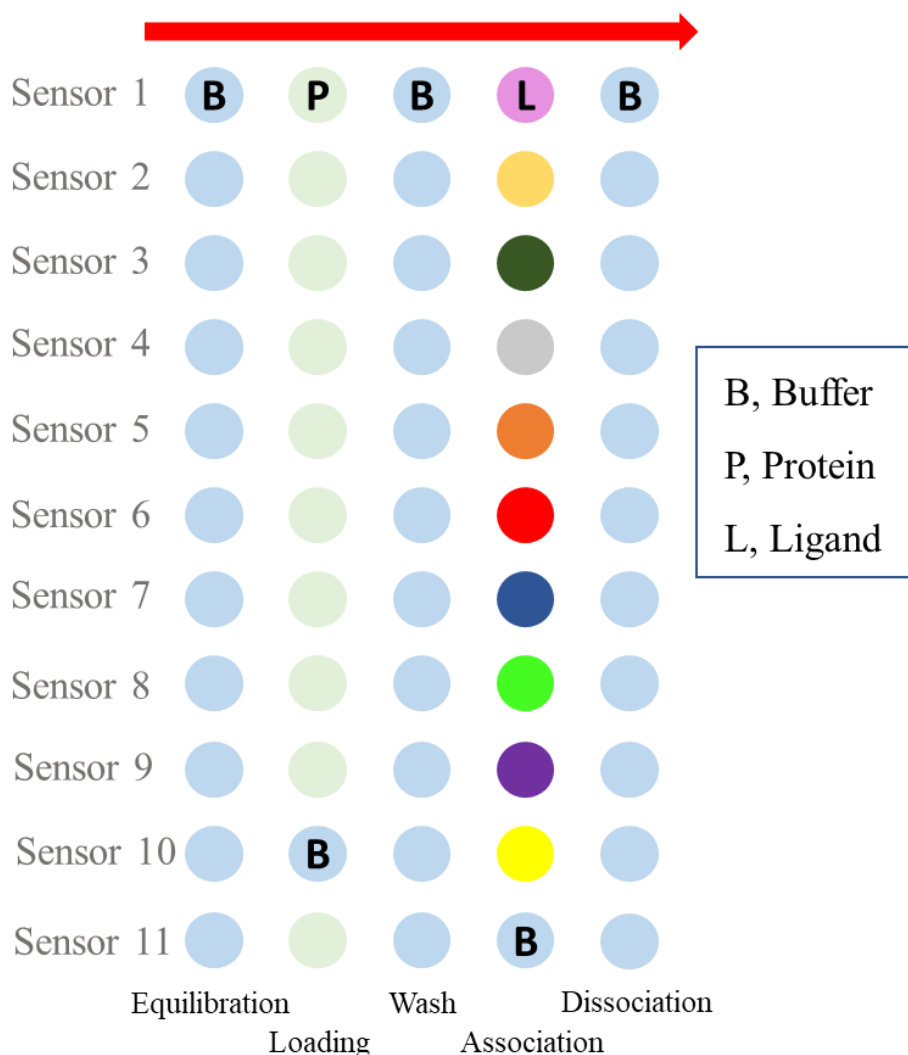 Sensor 1 B P B L B
Sensor 2
Sensor 3
Sensor 4
Sensor 5
Sensor 6
Sensor 7
Sensor 8
Sensor 9
Sensor 10 B
Sensor 11 B
B, Buffer
P, Protein
L, Ligand
Equilibration Wash Dissociation
Loading Association